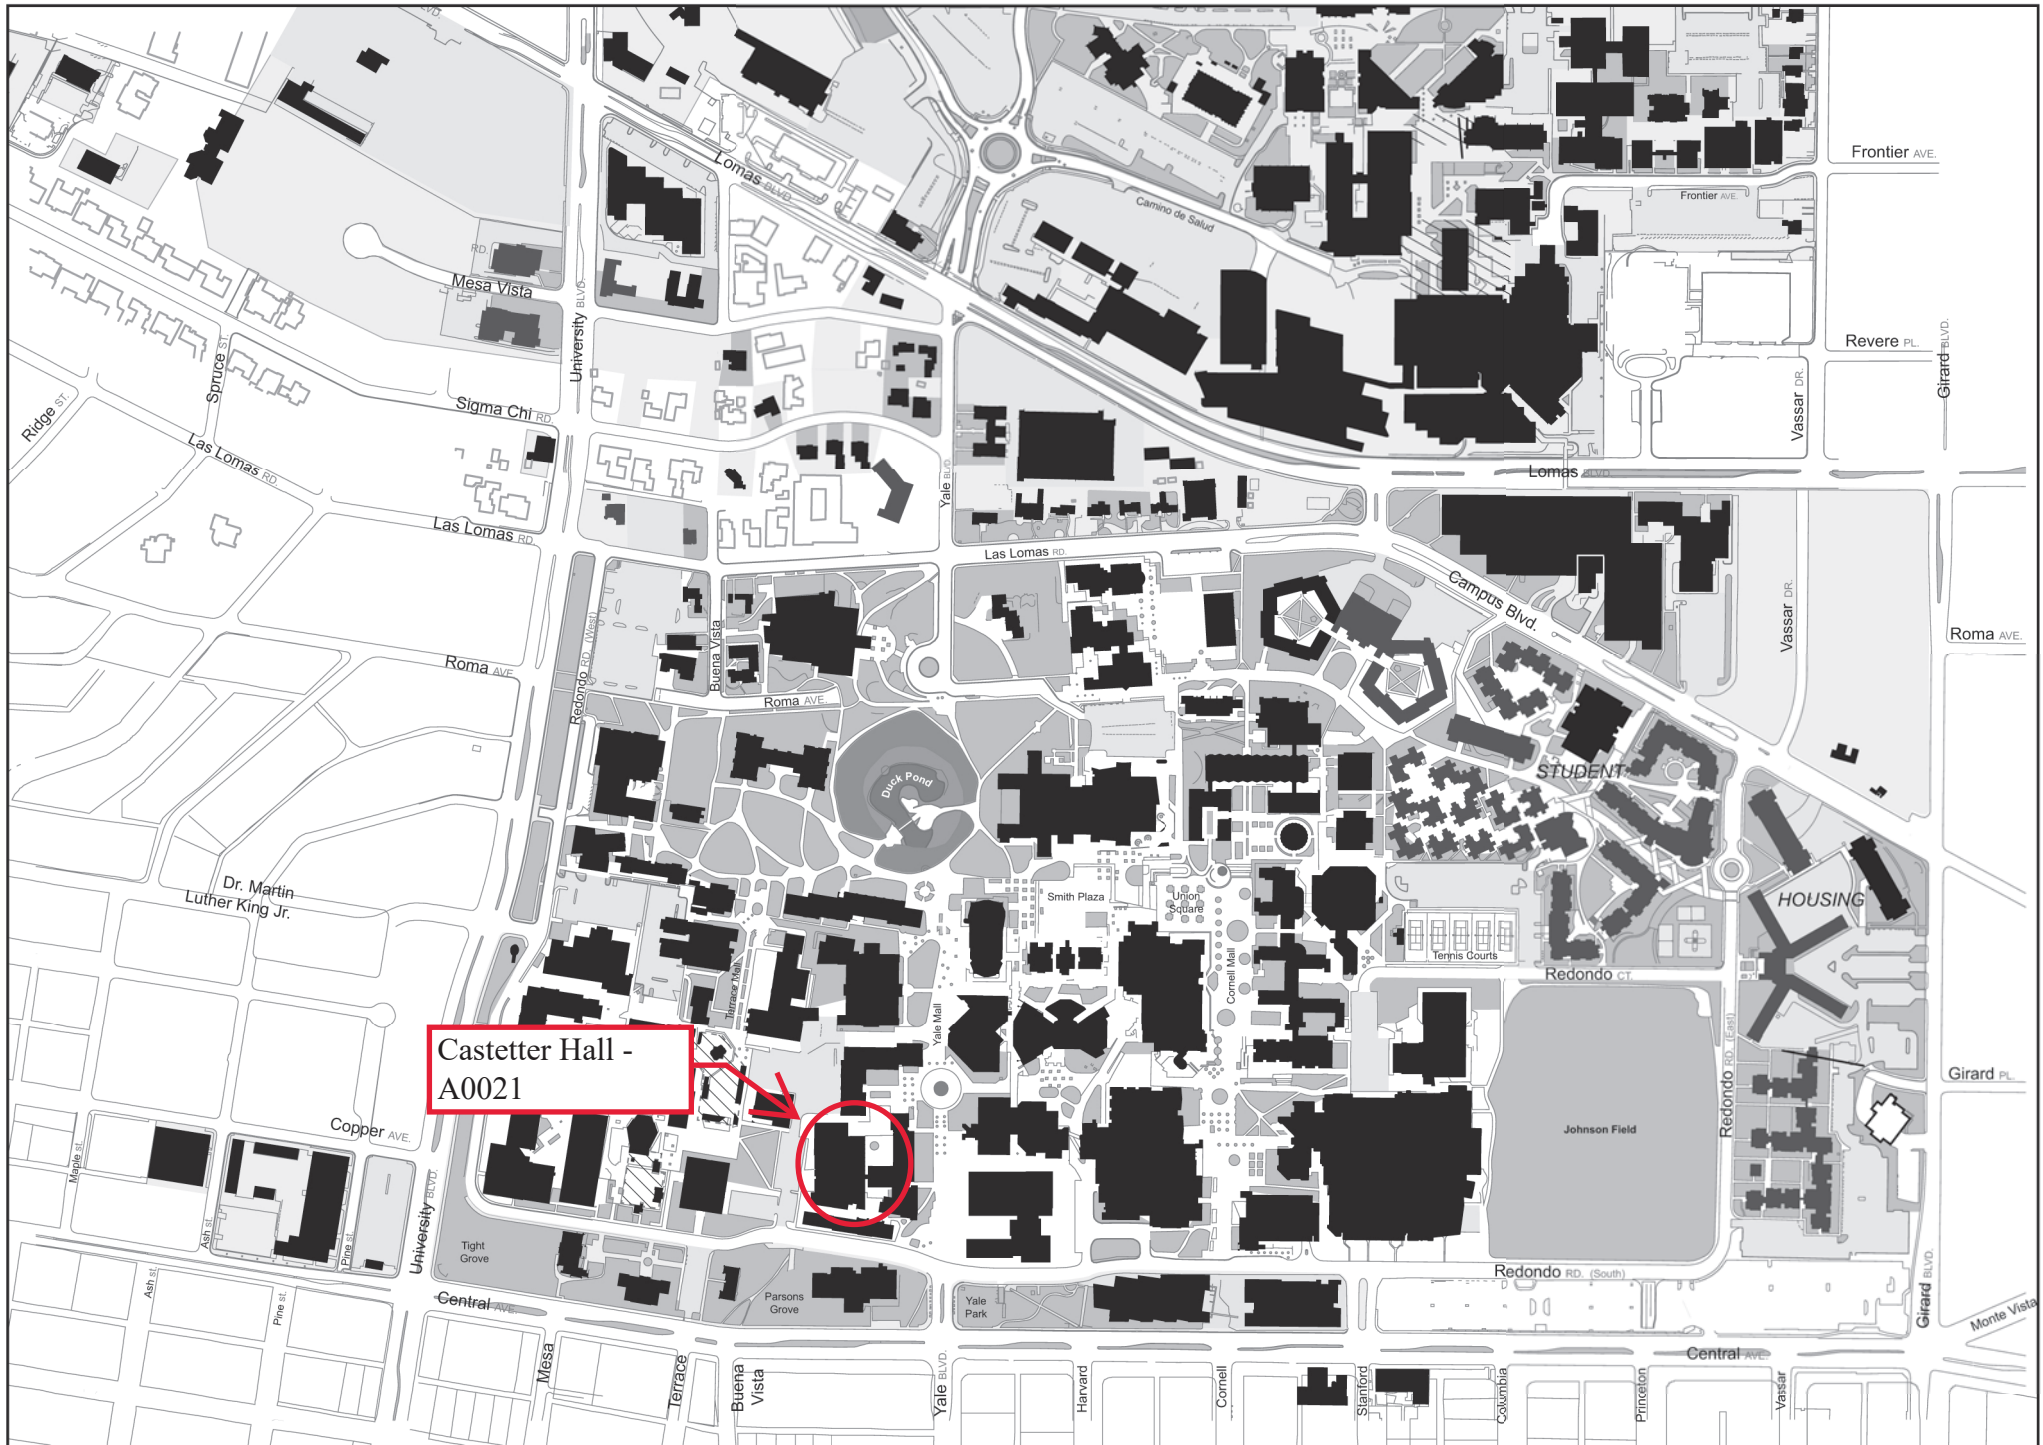 BLVD.
Frontier AVE.
Lomas BLVD.
Frontier AVE.
Camino de Salud
RD.
Mesa Vista
University BLVD.
Revere PL.
Girard BLVD.
Spruce ST.
Vassar DR.
Ridge ST.
Sigma Chi RD.
Las Lomas RD.
Lomas BLVD.
Yale BLVD.
Las Lomas RD.
Las Lomas RD.
Campus Blvd.
Vassar DR.
Redondo RD. (West)
Buena Vista
Roma AVE.
Roma AVE.
Roma AVE.
Duck Pond
STUDENT
Dr. Martin
Luther King Jr.
Smith Plaza
Union
Square
HOUSING
Tennis Courts
Terrace Mall
Cornell Mall
Redondo CT.
Yale Mall
Castetter Hall -
A0021
Redondo RD. (East)
Girard PL.
Copper AVE.
Johnson Field
Maple st.
Ash st.
Pine st.
University BLVD.
Tight
Grove
Ash st.
Pine st.
Central AVE.
Parsons
Grove
Yale
Park
Redondo RD. (South)
Girard BLVD.
Monte Vista
Central AVE.
Mesa
Terrace
Buena
Vista
Yale BLVD.
Harvard
Cornell
Stanford
Columbia
Princeton
Vassar